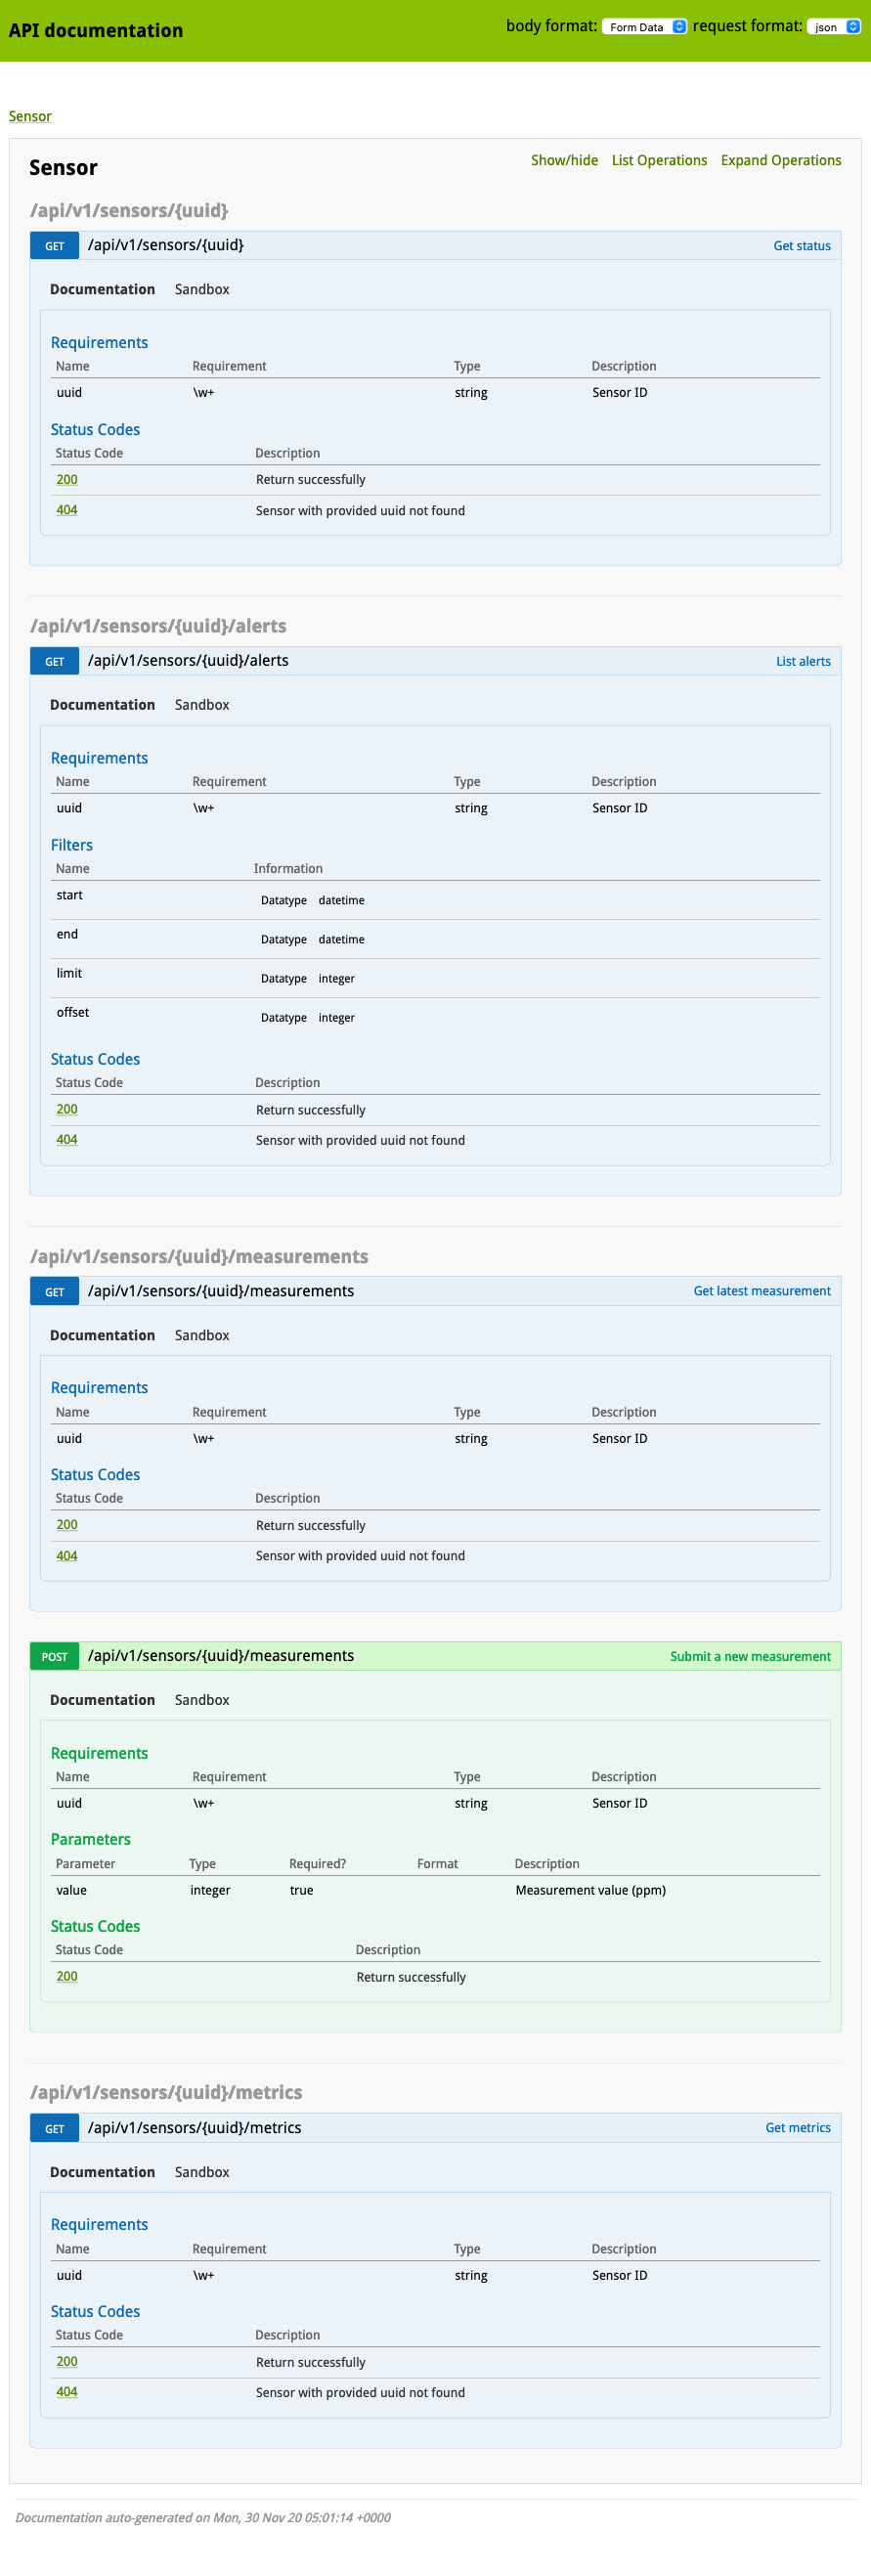 API documentation
body format: Form Data request format: json
Sensor
Sensor
Show/hide List Operations Expand Operations
/api/v1/sensors/{uuid}
GET /api/v1/sensors/{uuid} Get status
Documentation Sandbox
Requirements
Name Requirement Type Description
uuid \w+ string Sensor ID
Status Codes
Status Code Description
200 Return successfully
404 Sensor with provided uuid not found
/api/v1/sensors/{uuid}/alerts
GET /api/v1/sensors/{uuid}/alerts List alerts
Documentation Sandbox
Requirements
Name Requirement Type Description
uuid \w+ string Sensor ID
Filters
Name Information
start Datatype datetime
end Datatype datetime
limit Datatype integer
offset Datatype integer
Status Codes
Status Code Description
200 Return successfully
404 Sensor with provided uuid not found
/api/v1/sensors/{uuid}/measurements
GET /api/v1/sensors/{uuid}/measurements Get latest measurement
Documentation Sandbox
Requirements
Name Requirement Type Description
uuid \w+ string Sensor ID
Status Codes
Status Code Description
200 Return successfully
404 Sensor with provided uuid not found
POST /api/v1/sensors/{uuid}/measurements Submit a new measurement
Documentation Sandbox
Requirements
Name Requirement Type Description
uuid \w+ string Sensor ID
Parameters
Parameter Type Required? Format Description
value integer true Measurement value (ppm)
Status Codes
Status Code Description
200 Return successfully
/api/v1/sensors/{uuid}/metrics
GET /api/v1/sensors/{uuid}/metrics Get metrics
Documentation Sandbox
Requirements
Name Requirement Type Description
uuid \w+ string Sensor ID
Status Codes
Status Code Description
200 Return successfully
404 Sensor with provided uuid not found
Documentation auto-generated on Mon, 30 Nov 20 05:01:14 +0000